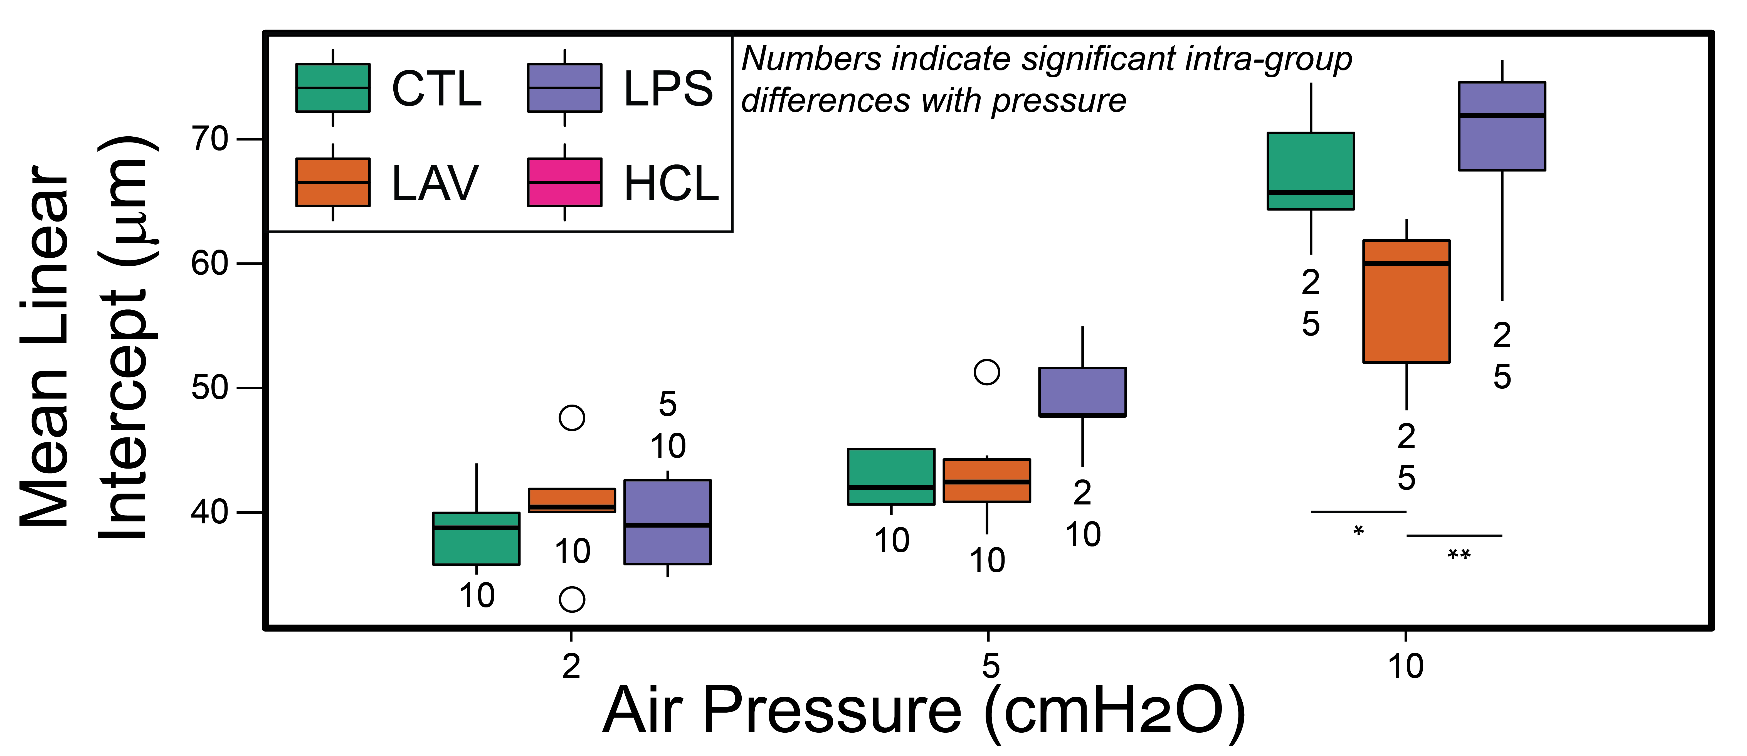 Numbers indicate significant intra-group
differences with pressure
CTL
LPS
LAV
HCL
Mean Linear
Intercept (μm)
70
60
50
40
10
10
5
10
10
10
2
10
2
5
2
5
2
5
*
**
2
5
10
Air Pressure (cmH2O)